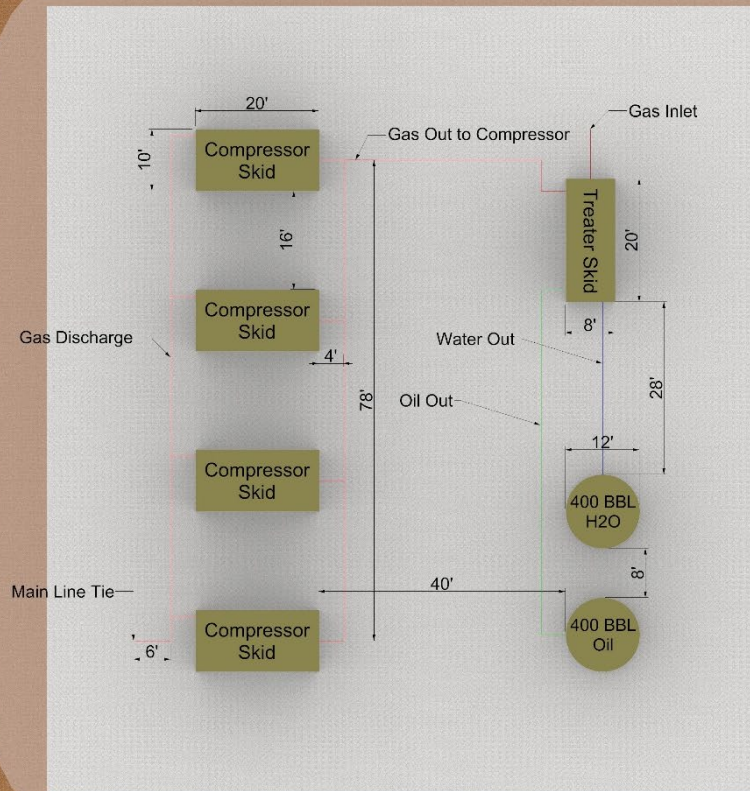 20'
Gas Inlet
10'
Compressor
Skid
Gas Out to Compressor
16'
Treater Skid
20'
Compressor
Skid
Gas Discharge
4'
8'
Water Out
28'
78'
Oil Out
12'
Compressor
Skid
400 BBL
H2O
8'
Main Line Tie
40'
Compressor
Skid
400 BBL
Oil
6'